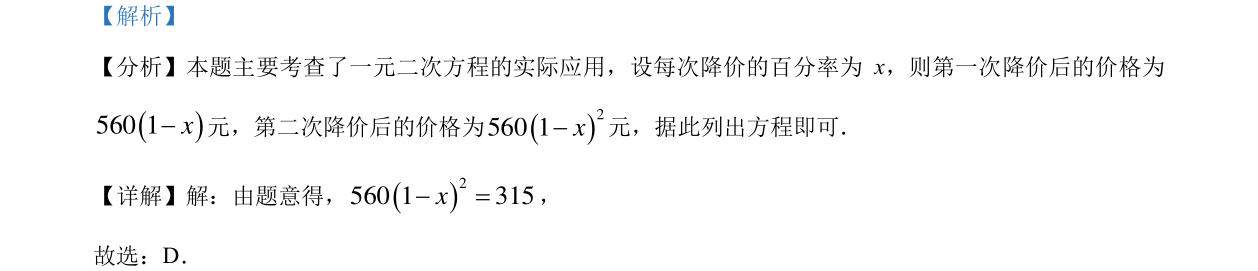 【解析】
【分析】本题主要考查了一元二次方程的实际应用，设每次降价的百分率为 x，则第一次降价后的价格为
560(1−x)元，第二次降价后的价格为560(1−x)²元，据此列出方程即可．
【详解】解：由题意得，560(1−x)²=315，
故选：D．